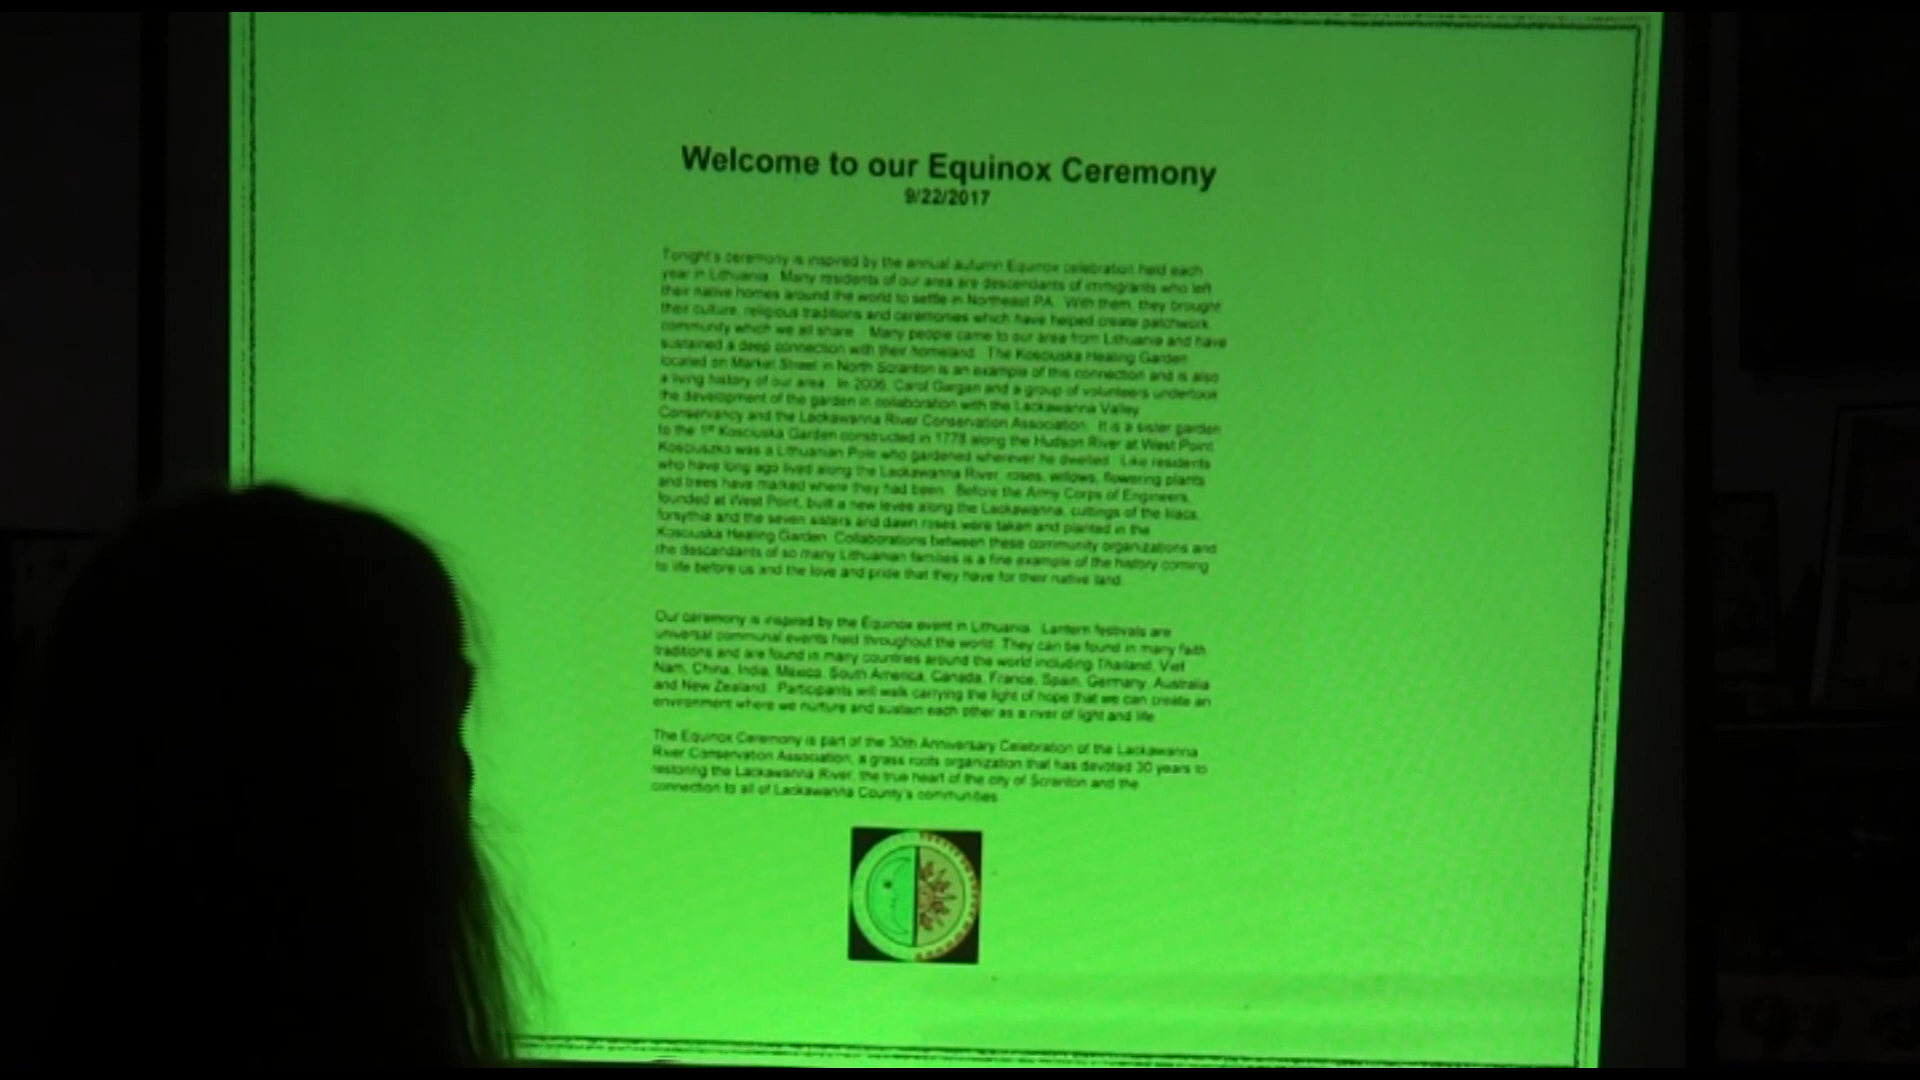 Welcome to our Equinox Ceremony
9/22/2017
Tonight's ceremony is inspired by the annual autumn Equinox celebration held each
year in Lithuania. Many residents of our area are descendants of immigrants who left
their native homes around the world to settle in Northeast PA. With them, they brought
their culture, religious traditions and ceremonies which have helped create patchwork
community which we all share. Many people came to our area from Lithuania and have
sustained a deep connection with their homeland. The Kosciuska Healing Garden
located on Market Street in North Scranton is an example of this connection and is also
a living history of our area. In 2006, Carol Gargan and a group of volunteers undertook
the development of the garden in collaboration with the Lackawanna Valley
Conservancy and the Lackawanna River Conservation Association. It is a sister garden
to the 1st Kosciuska Garden constructed in 1778 along the Hudson River at West Point.
Kosciuszko was a Lithuanian Pole who gardened wherever he dwelled. Like residents
who have long ago lived along the Lackawanna River, roses, willows, flowering plants
and trees have marked where they had been. Before the Army Corps of Engineers,
founded at West Point, built a new levee along the Lackawanna, cuttings of the lilacs,
forsythia and the seven sisters and dawn roses were taken and planted in the
Kosciuska Healing Garden. Collaborations between these community organizations and
the descendants of so many Lithuanian families is a fine example of the history coming
to life before us and the love and pride that they have for their native land.
Our ceremony is inspired by the Equinox event in Lithuania. Lantern festivals are
universal communal events held throughout the world. They can be found in many faith
traditions and are found in many countries around the world including Thailand, Viet
Nam, China, India, Mexico, South America, Canada, France, Spain, Germany, Australia
and New Zealand. Participants will walk carrying the light of hope that we can create an
environment where we nurture and sustain each other as a river of light and life.
The Equinox Ceremony is part of the 30th Anniversary Celebration of the Lackawanna
River Conservation Association, a grass roots organization that has devoted 30 years to
restoring the Lackawanna River, the true heart of the city of Scranton and the
connection to all of Lackawanna County's communities.